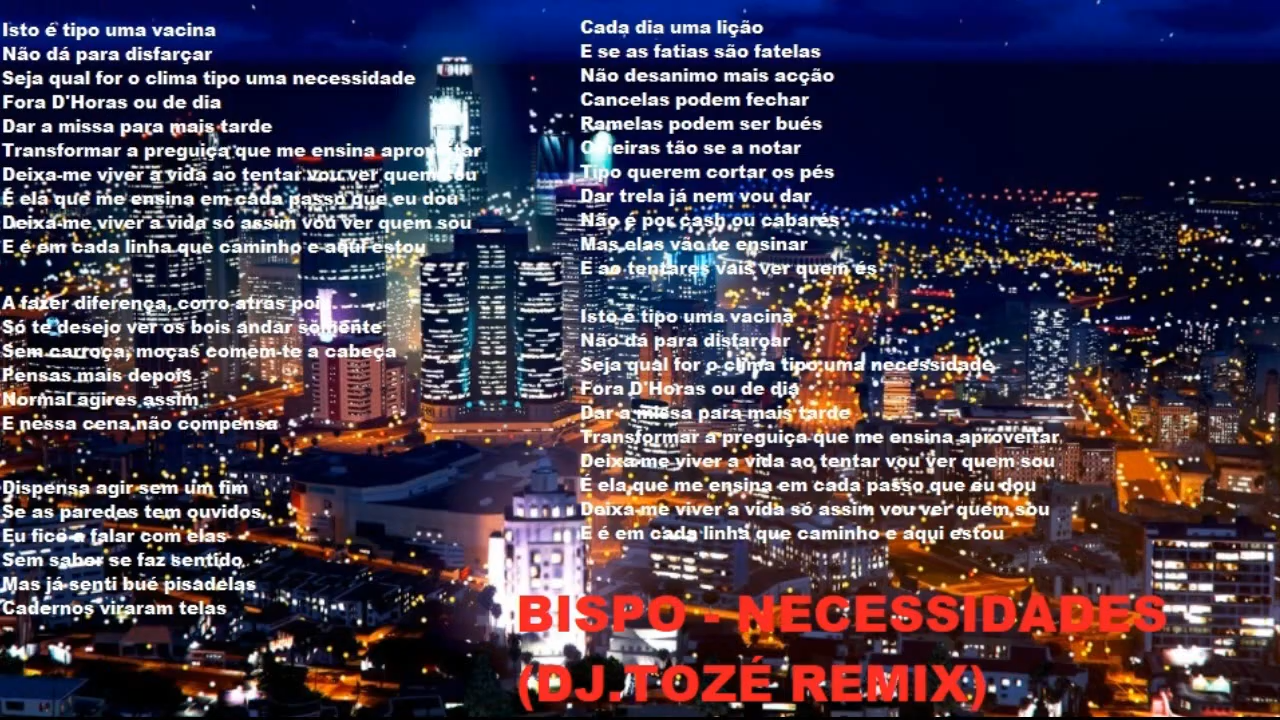 Isto é tipo uma vacina
Não dá para disfarçar
Seja qual for o clima tipo uma necessidade
Fora D'Horas ou de dia
Dar a missa para mais tarde
Transformar a preguiça que me ensina aproveitar
Deixa-me viver a vida ao tentar vou ver quem sou
É ela que me ensina em cada passo que eu dou
Deixa-me viver a vida só assim vou ver quem sou
E é em cada linha que caminho e aqui estou
A fazer diferença, corro atrás pois
Só te desejo ver os bois andar somente
Sem carroça, moças comem-te a cabeça
Pensas mais depois
Normal agires assim
E nessa cena não compensa
Dispensa agir sem um fim
Se as paredes tem ouvidos
Eu fico a falar com elas
Sem saber se faz sentido
Mas já senti bué pisadelas
Cadernos viraram telas
Cada dia uma lição
E se as fatias são fatelas
Não desanimo mais acção
Cancelas podem fechar
Ramelas podem ser bués
Olheiras tão se a notar
Tipo querem cortar os pés
Dar trela já nem vou dar
Não é por cash ou cabarés
Mas elas vão te ensinar
E ao tentares vais ver quem és
Isto é tipo uma vacina
Não dá para disfarçar
Seja qual for o clima tipo uma necessidade
Fora D'Horas ou de dia
Dar a missa para mais tarde
Transformar a preguiça que me ensina aproveitar
Deixa-me viver a vida ao tentar vou ver quem sou
É ela que me ensina em cada passo que eu dou
Deixa-me viver a vida só assim vou ver quem sou
E é em cada linha que caminho e aqui estou
BISPO - NECESSIDADES
(DJ.TOZÉ REMIX)